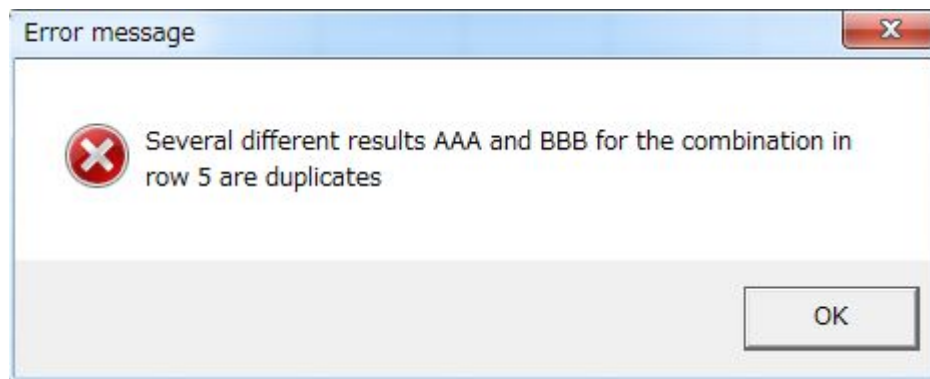 Error message
Several different results AAA and BBB for the combination in
row 5 are duplicates
OK